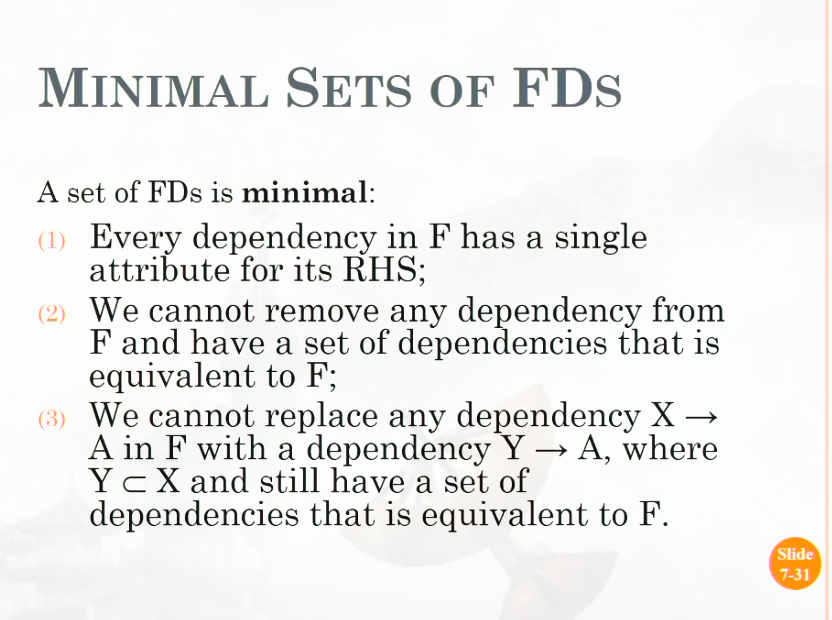 MINIMAL SETS OF FDS
A set of FDs is minimal:
(1) Every dependency in F has a single
attribute for its RHS;
(2) We cannot remove any dependency from
F and have a set of dependencies that is
equivalent to F;
(3) We cannot replace any dependency X →
A in F with a dependency Y → A, where
Y ⊂ X and still have a set of
dependencies that is equivalent to F.
Slide
7-31